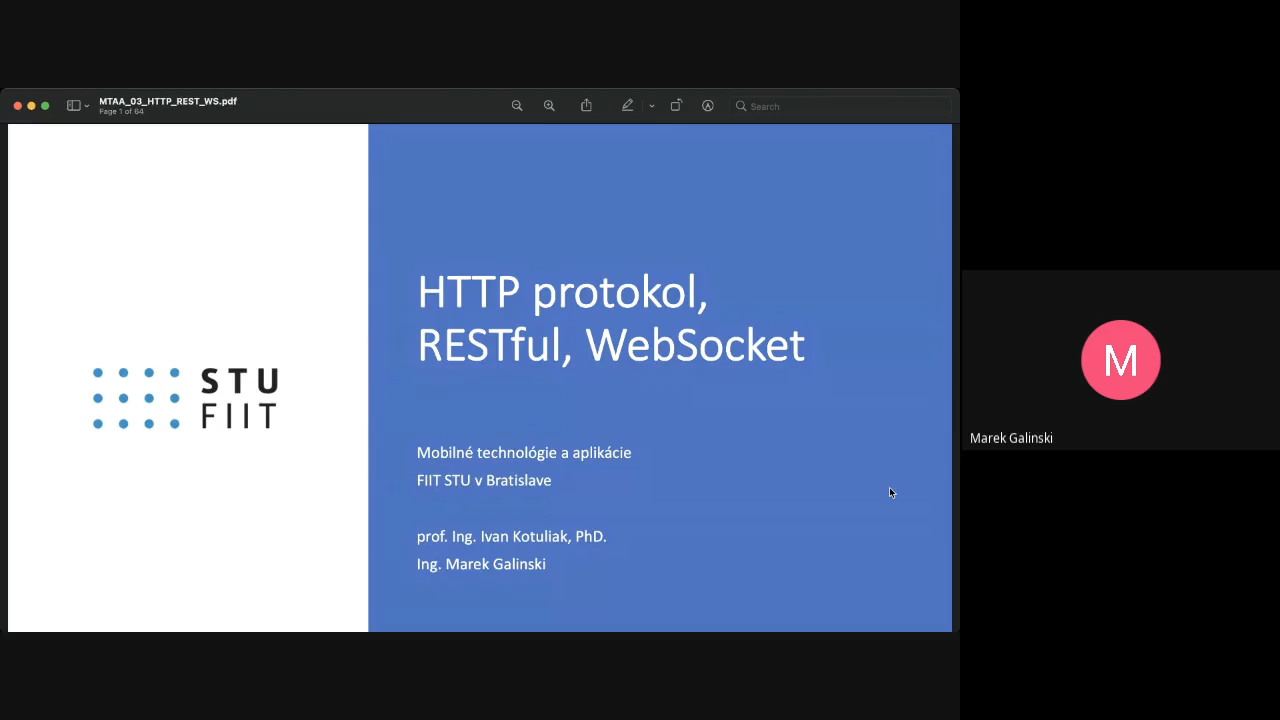 MTAA_03_HTTP_REST_WS.pdf
Page 1 of 64
Search
HTTP protokol,
RESTful, WebSocket
STU
FIIT
Mobilné technológie a aplikácie
FIIT STU v Bratislave
prof. Ing. Ivan Kotuliak, PhD.
Ing. Marek Galinski
M
Marek Galinski